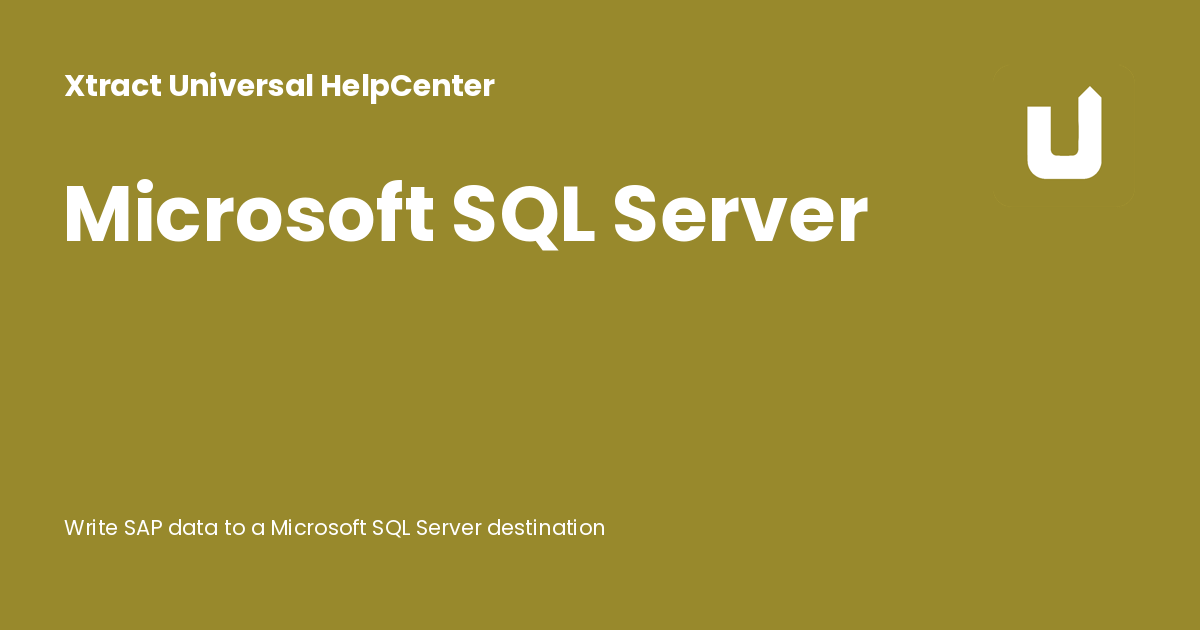 Xtract Universal HelpCenter
Microsoft SQL Server
Write SAP data to a Microsoft SQL Server destination